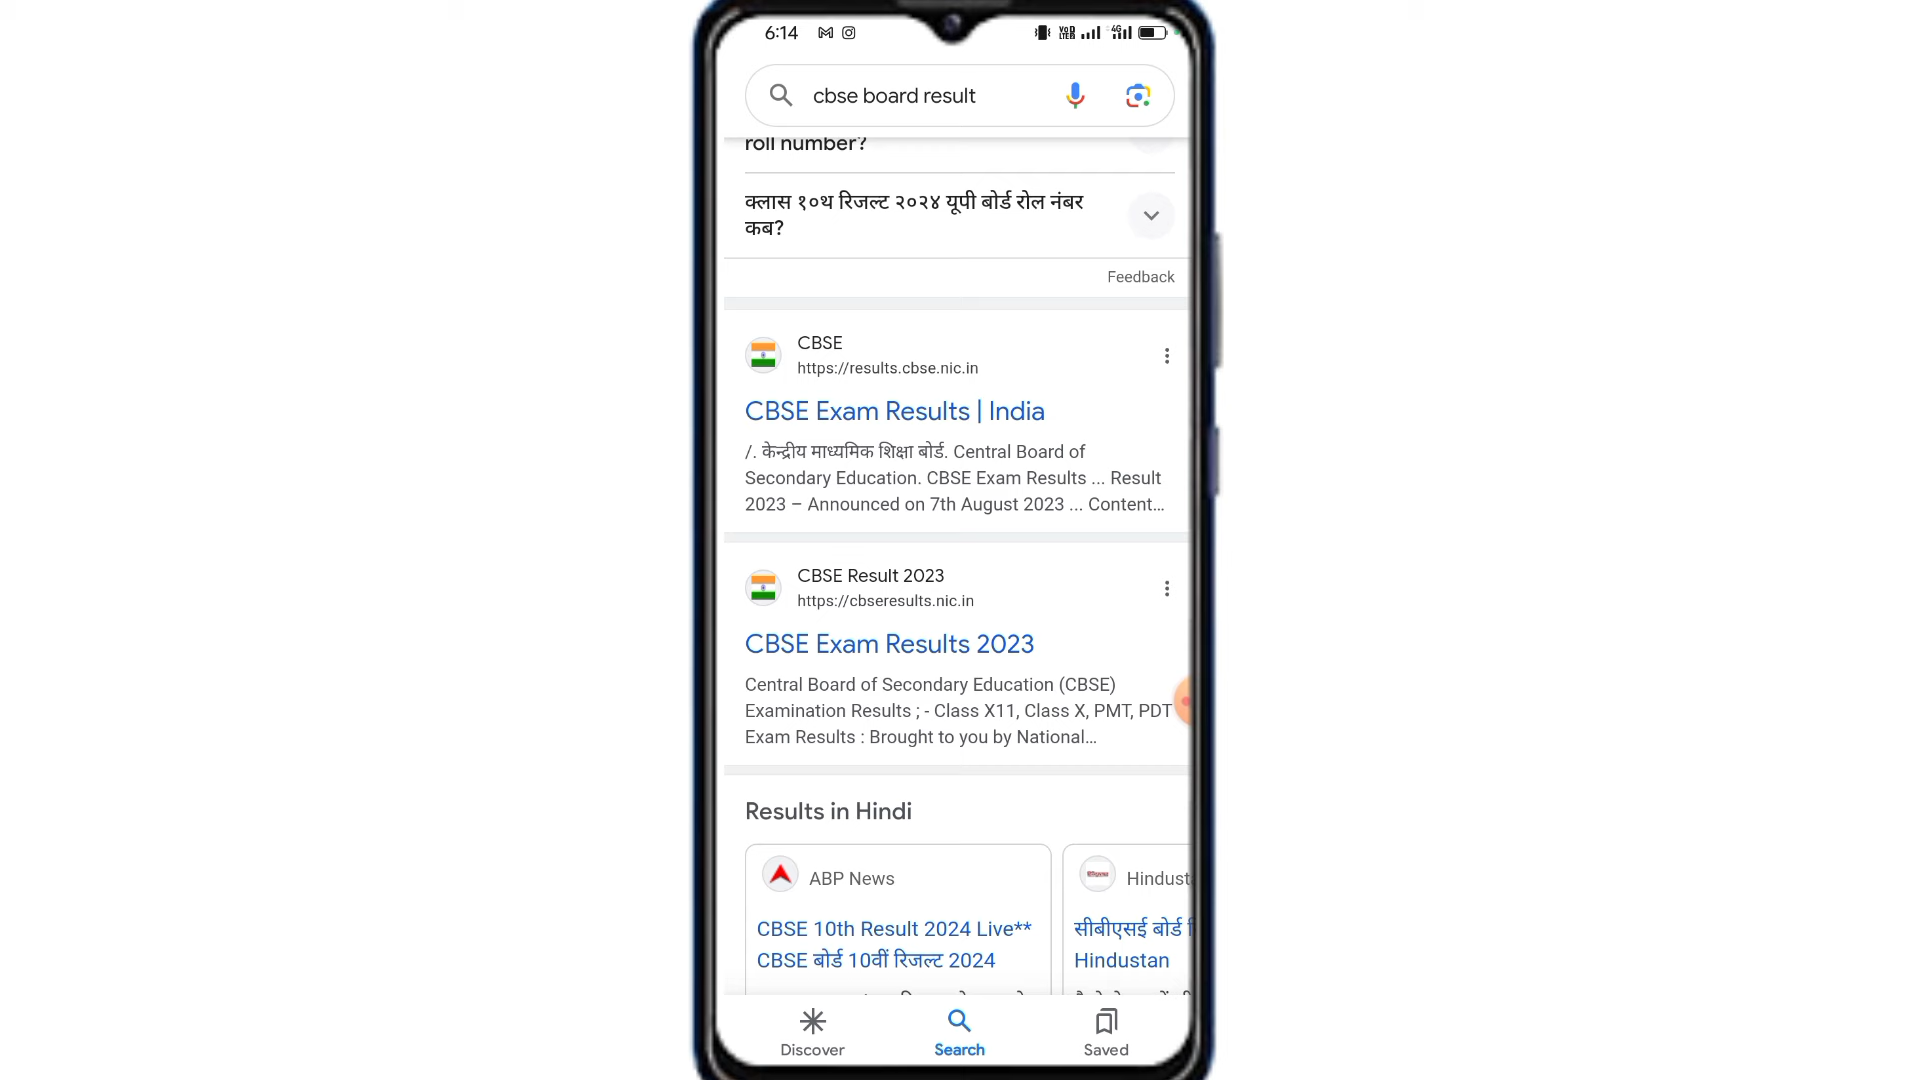 6:14
VoD LTE
4G
cbse board result
roll number?
क्लास १०थ रिजल्ट २०२४ यूपी बोर्ड रोल नंबर
कब?
Feedback
CBSE
https://results.cbse.nic.in
CBSE Exam Results | India
/. केन्द्रीय माध्यमिक शिक्षा बोर्ड. Central Board of
Secondary Education. CBSE Exam Results ... Result
2023 – Announced on 7th August 2023 ... Content...
CBSE Result 2023
https://cbseresults.nic.in
CBSE Exam Results 2023
Central Board of Secondary Education (CBSE)
Examination Results ; - Class X11, Class X, PMT, PDT
Exam Results : Brought to you by National...
Results in Hindi
ABP News
CBSE 10th Result 2024 Live**
CBSE बोर्ड 10वीं रिजल्ट 2024
Hindusta
सीबीएसई बोर्ड
Hindustan
Discover
Search
Saved